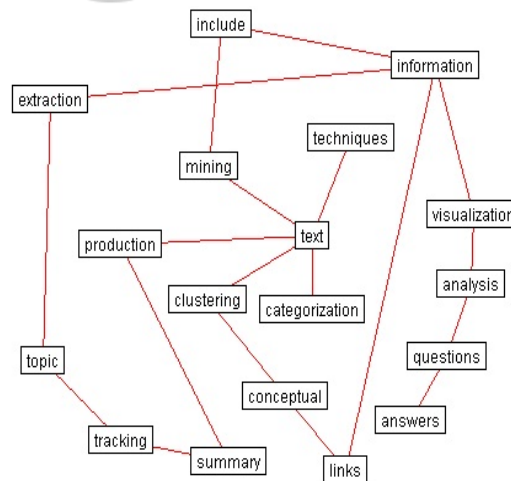 include
information
extraction
techniques
mining
visualization
text
production
analysis
clustering
categorization
questions
topic
conceptual
answers
tracking
summary
links